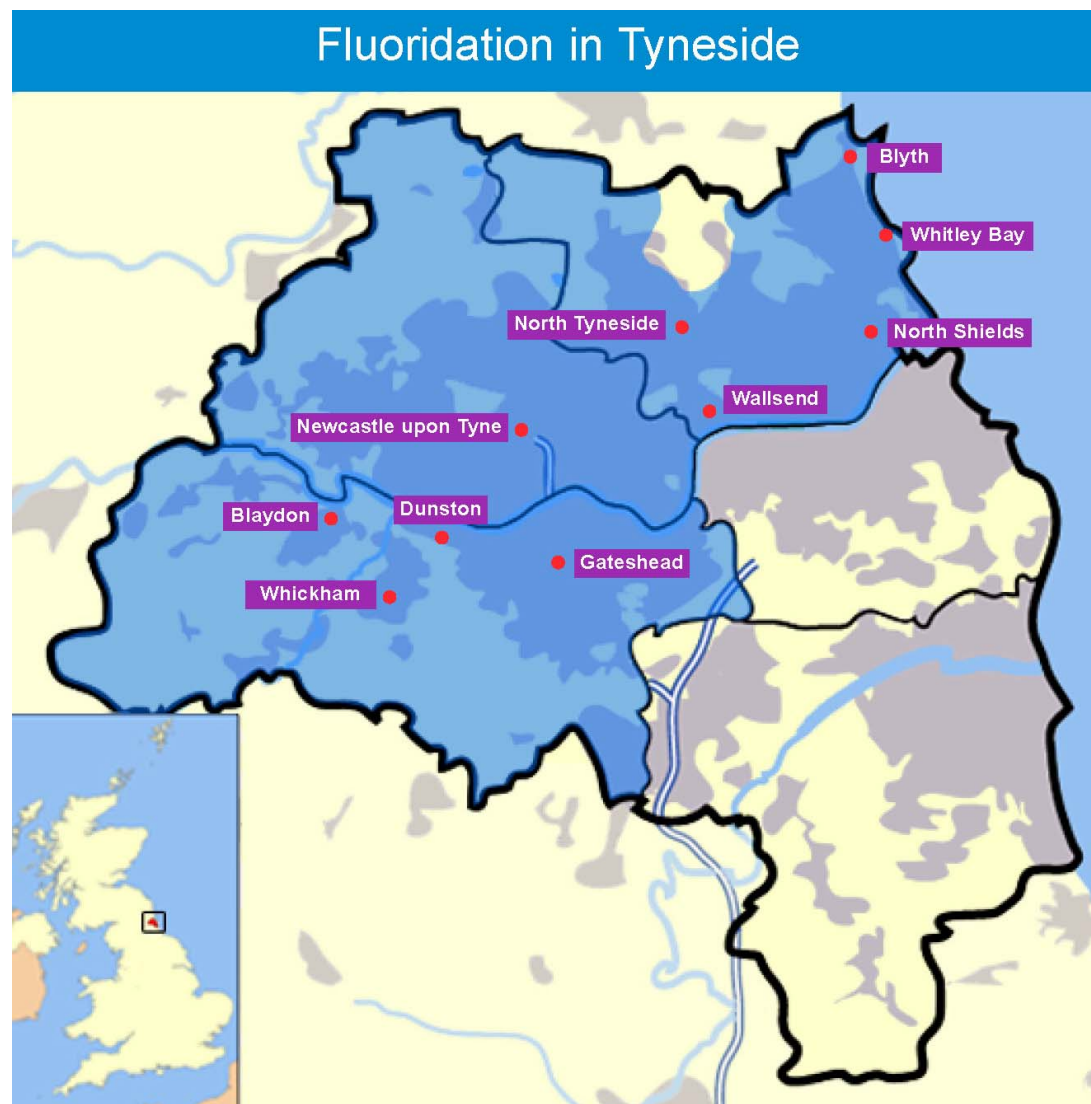 Fluoridation in Tyneside
Blyth
Whitley Bay
North Tyneside
North Shields
Wallsend
Newcastle upon Tyne
Dunston
Blaydon
Gateshead
Whickham